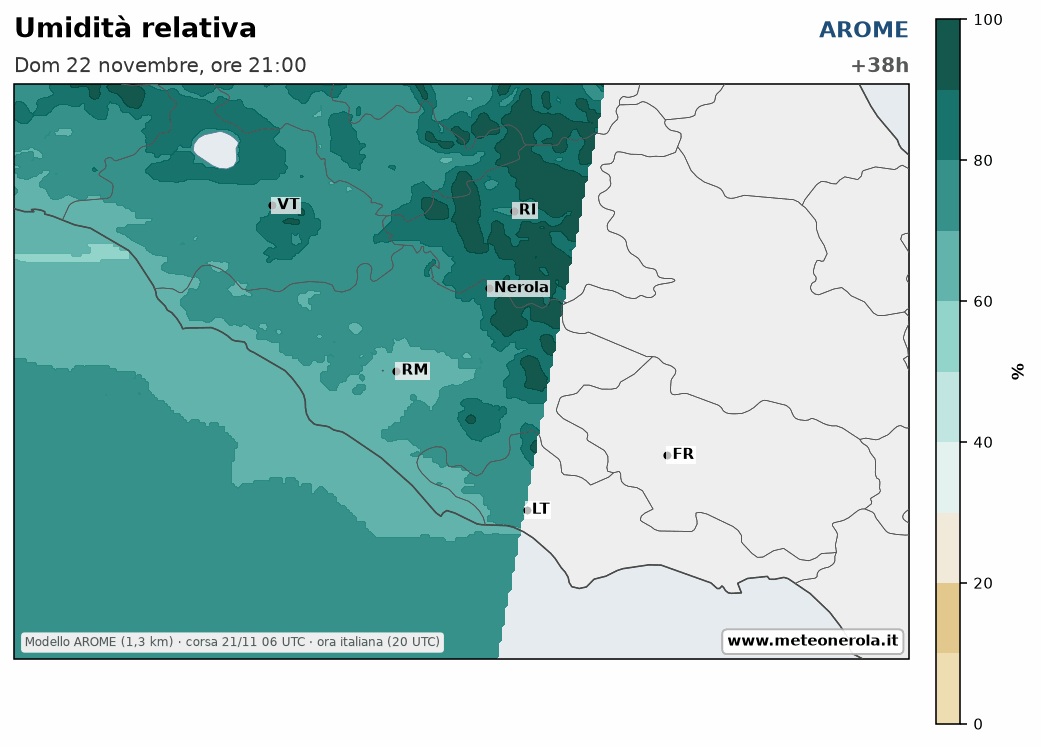 Umidità relativa
AROME
Dom 22 novembre, ore 21:00
+38h
100
80
60
40
20
0
%
VT
RI
Nerola
RM
FR
LT
Modello AROME (1,3 km) · corsa 21/11 06 UTC · ora italiana (20 UTC)
www.meteonerola.it